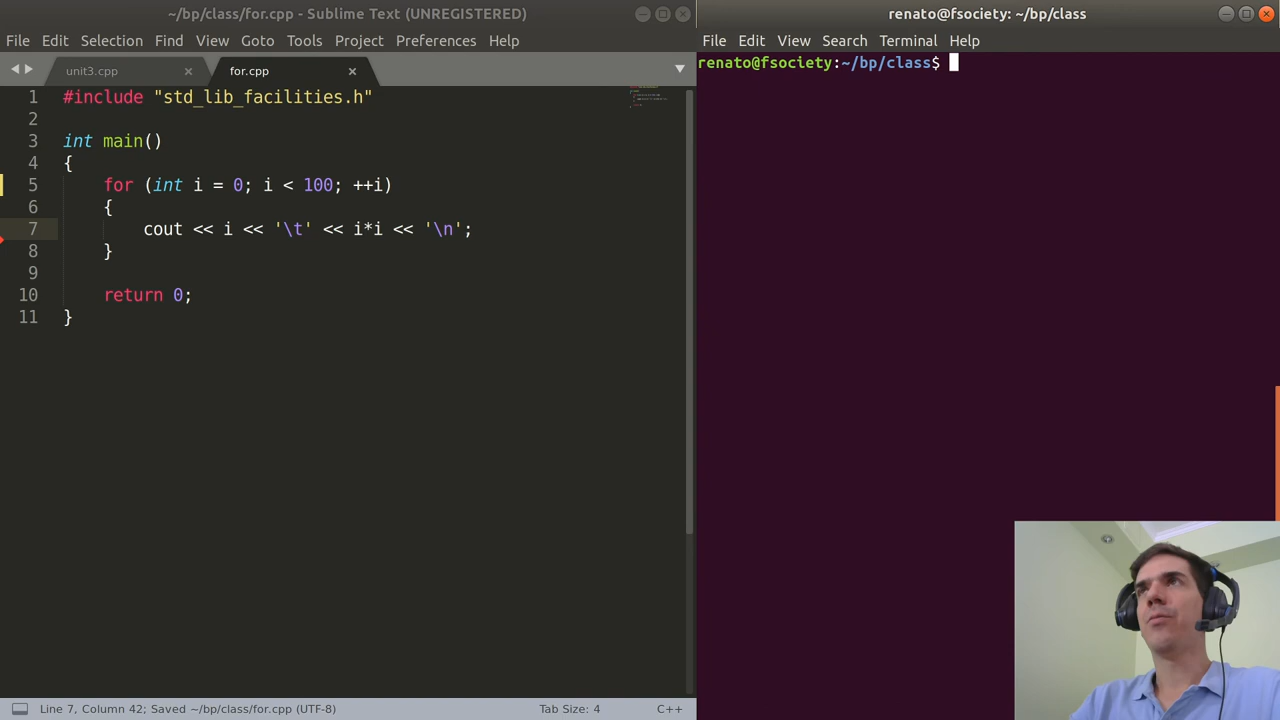 ~/bp/class/for.cpp - Sublime Text (UNREGISTERED)
File Edit Selection Find View Goto Tools Project Preferences Help
unit3.cpp for.cpp
1 #include "std_lib_facilities.h"
2
3 int main()
4 {
5 for (int i = 0; i < 100; ++i)
6 {
7 cout << i << '\t' << i*i << '\n';
8 }
9
10 return 0;
11 }
Line 7, Column 42; Saved ~/bp/class/for.cpp (UTF-8) Tab Size: 4 C++
renato@fsociety: ~/bp/class
File Edit View Search Terminal Help
renato@fsociety:~/bp/class$